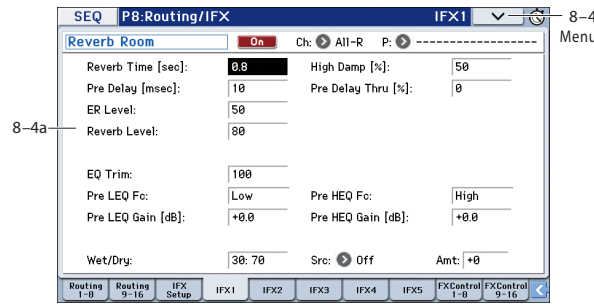 SEQ P8:Routing/IFX IFX1
8-4
Menu
Reverb Room On Ch: All-R P: ------------------
Reverb Time [sec]: 0.8 High Damp [%]: 50
Pre Delay [msec]: 10 Pre Delay Thru [%]: 0
ER Level: 50
8-4a
Reverb Level: 80
EQ Trim: 100
Pre LEQ Fc: Low Pre HEQ Fc: High
Pre LEQ Gain [dB]: +0.0 Pre HEQ Gain [dB]: +0.0
Wet/Dry: 30: 70 Src: Off Amt: +0
Routing 1-8 Routing 9-16 IFX Setup IFX1 IFX2 IFX3 IFX4 IFX5 FXControl 1-8 FXControl 9-16